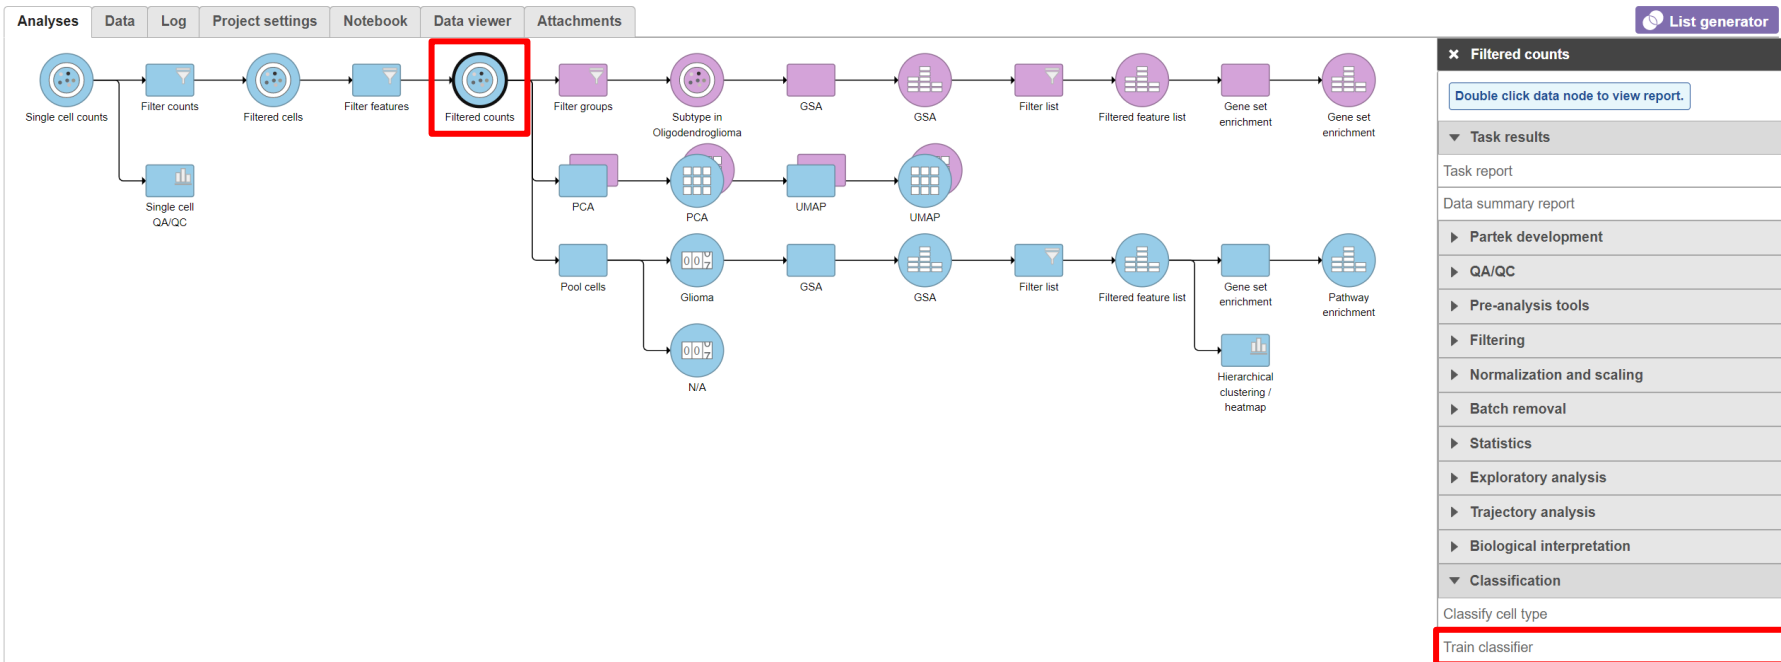 Analyses
Data
Log
Project settings
Notebook
Data viewer
Attachments
List generator
Single cell counts
Filter counts
Filtered cells
Filter features
Filtered counts
Filter groups
Subtype in
Oligodendroglioma
GSA
GSA
Filter list
Filtered feature list
Gene set
enrichment
Gene set
enrichment
Single cell
QA/QC
PCA
PCA
UMAP
UMAP
Pool cells
Glioma
GSA
GSA
Filter list
Filtered feature list
Gene set
enrichment
Pathway
enrichment
N/A
Hierarchical
clustering /
heatmap
Filtered counts
Double click data node to view report.
Task results
Task report
Data summary report
Partek development
QA/QC
Pre-analysis tools
Filtering
Normalization and scaling
Batch removal
Statistics
Exploratory analysis
Trajectory analysis
Biological interpretation
Classification
Classify cell type
Train classifier